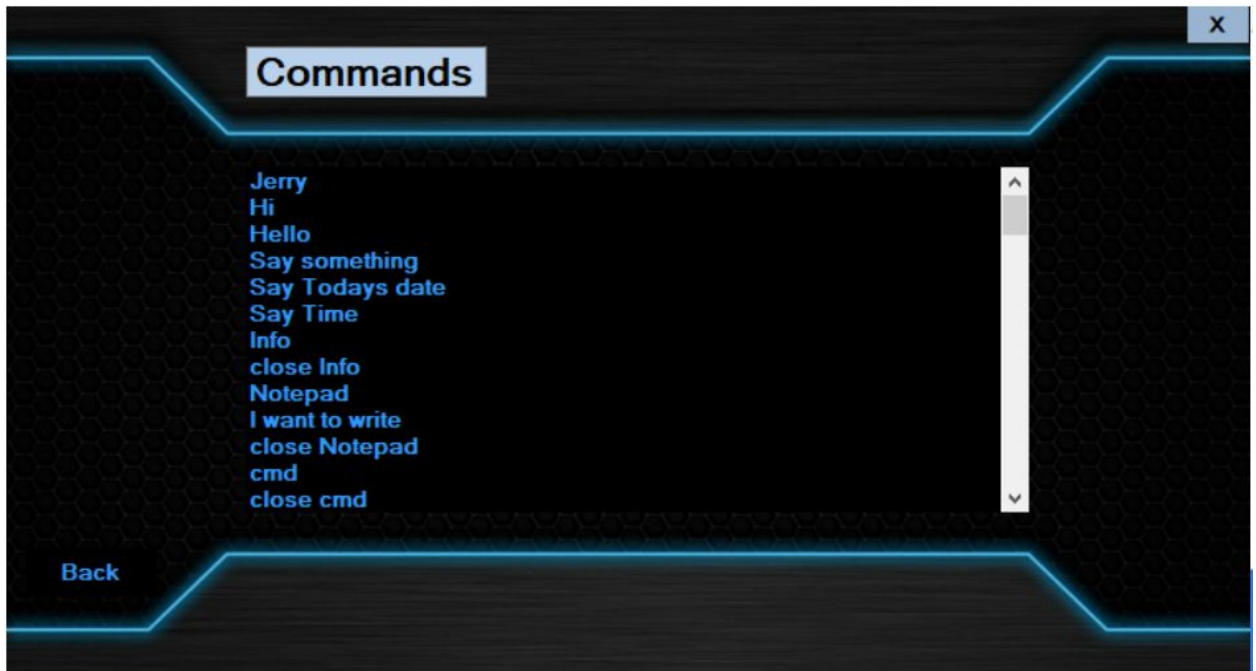 X
Commands
Jerry
Hi
Hello
Say something
Say Todays date
Say Time
Info
close Info
Notepad
I want to write
close Notepad
cmd
close cmd
Back